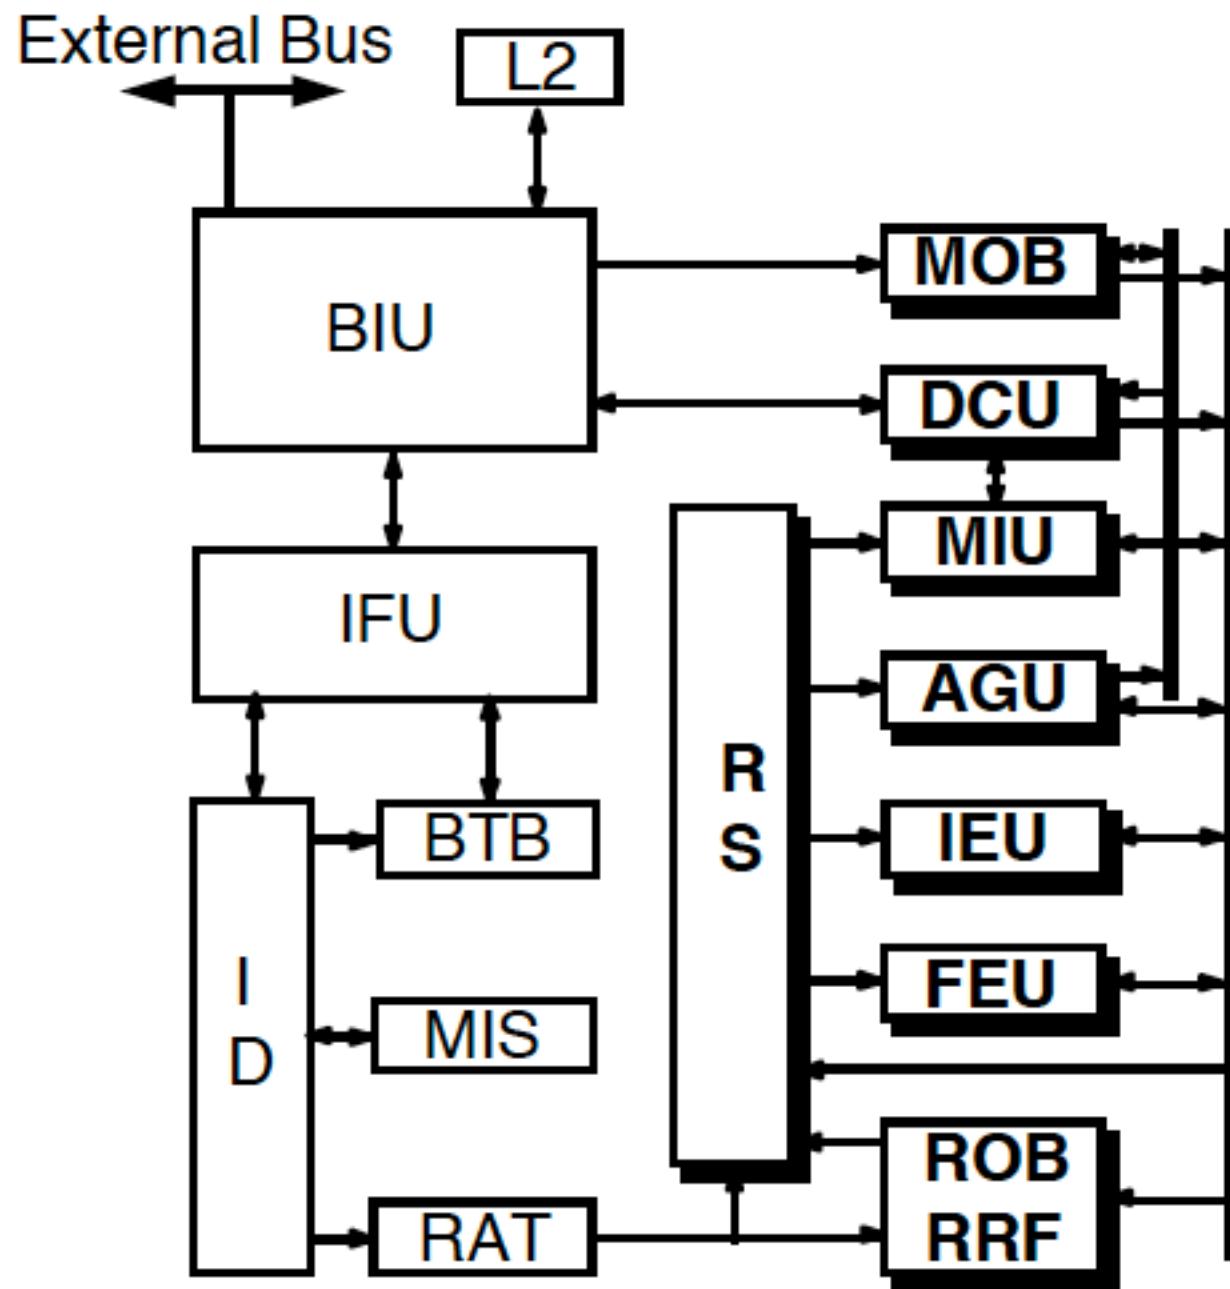 External Bus
L2
BIU
MOB
DCU
MIU
IFU
AGU
R
S
BTB
IEU
I
D
FEU
MIS
ROB
RRF
RAT